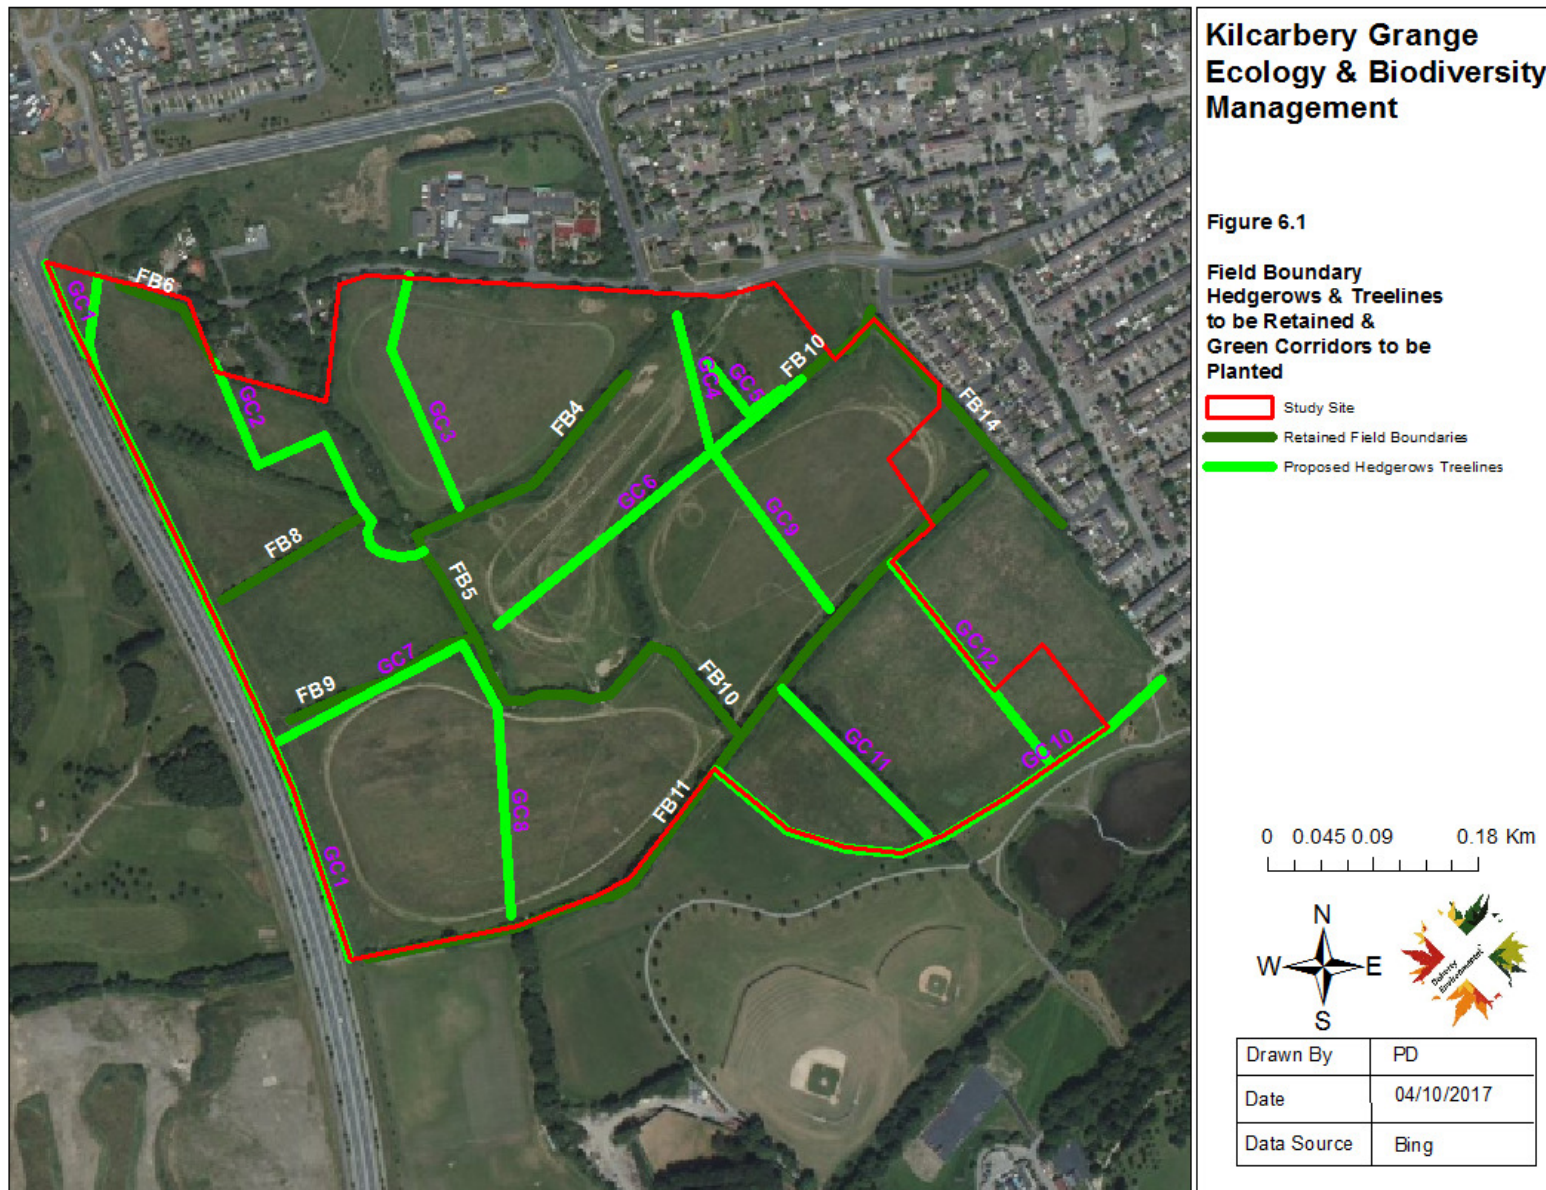 Kilcarbery Grange
Ecology & Biodiversity
Management
Figure 6.1
Field Boundary
Hedgerows & Treelines
to be Retained &
Green Corridors to be
Planted
Study Site
Retained Field Boundaries
Proposed Hedgerows Treelines
FB6
GC1
GC2
GC3
FB4
GC4
GC5
FB10
FB14
FB8
FB5
GC6
GC9
FB9
GC7
FB10
GC12
GC10
GC11
FB11
GC8
GC1
0 0.045 0.09 0.18 Km
N
W E
S
Doherty
Environmental
Drawn By PD
Date 04/10/2017
Data Source Bing